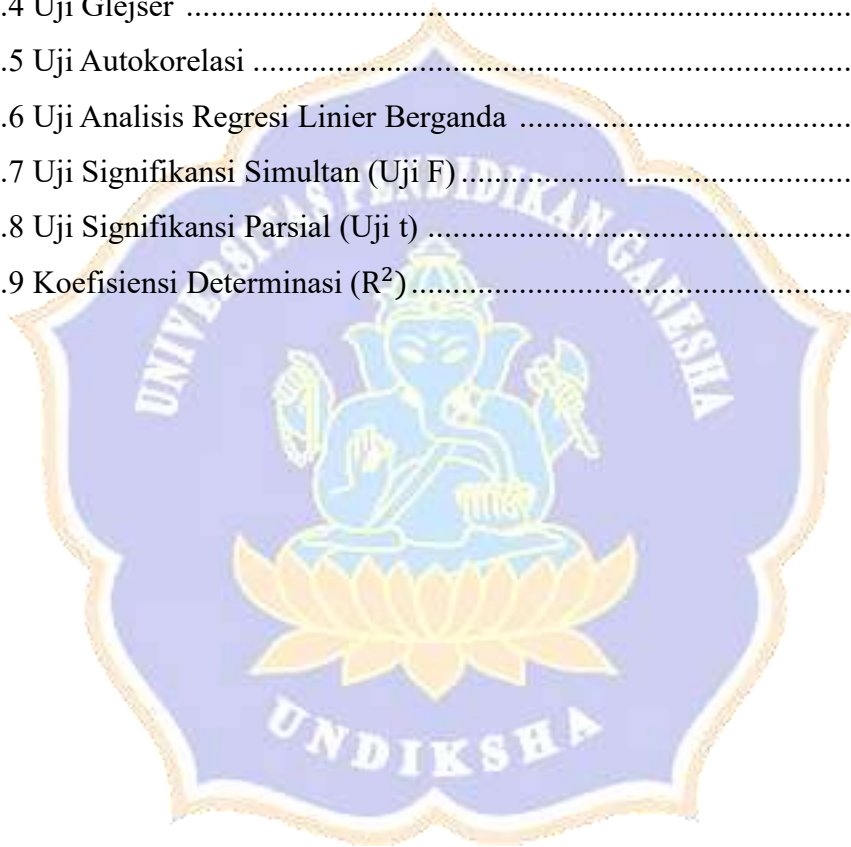 .4 Uji Glejser ................................................................................
.5 Uji Autokorelasi ........................................................................
.6 Uji Analisis Regresi Linier Berganda ........................................
.7 Uji Signifikansi Simultan (Uji F) ................................................
.8 Uji Signifikansi Parsial (Uji t) ....................................................
.9 Koefisiensi Determinasi (R²) ......................................................
UNIVERSITAS PENDIDIKAN GANESHA
UNDIKSHA